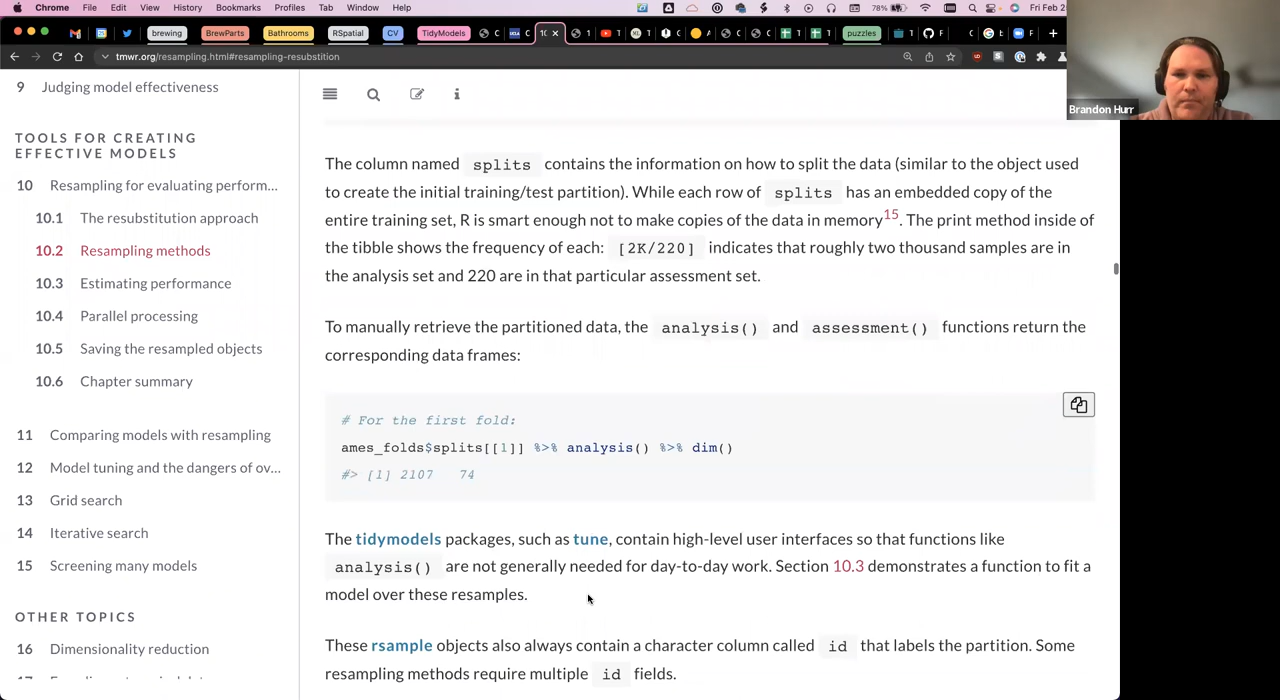 Chrome File Edit View History Bookmarks Profiles Tab Window Help 78% Fri Feb 2
brewing BrewParts Bathrooms RSpatial CV TidyModels puzzles
tmwr.org/resampling.html#resampling-resubstition
Brandon Hurr
9 Judging model effectiveness
TOOLS FOR CREATING
EFFECTIVE MODELS
10 Resampling for evaluating perform...
10.1 The resubstitution approach
10.2 Resampling methods
10.3 Estimating performance
10.4 Parallel processing
10.5 Saving the resampled objects
10.6 Chapter summary
11 Comparing models with resampling
12 Model tuning and the dangers of ov...
13 Grid search
14 Iterative search
15 Screening many models
OTHER TOPICS
16 Dimensionality reduction
The column named splits contains the information on how to split the data (similar to the object used
to create the initial training/test partition). While each row of splits has an embedded copy of the
entire training set, R is smart enough not to make copies of the data in memory15. The print method inside of
the tibble shows the frequency of each: [2K/220] indicates that roughly two thousand samples are in
the analysis set and 220 are in that particular assessment set.
To manually retrieve the partitioned data, the analysis() and assessment() functions return the
corresponding data frames:
# For the first fold:
ames_folds$splits[[1]] %>% analysis() %>% dim()
#> [1] 2107 74
The tidymodels packages, such as tune, contain high-level user interfaces so that functions like
analysis() are not generally needed for day-to-day work. Section 10.3 demonstrates a function to fit a
model over these resamples.
These rsample objects also always contain a character column called id that labels the partition. Some
resampling methods require multiple id fields.